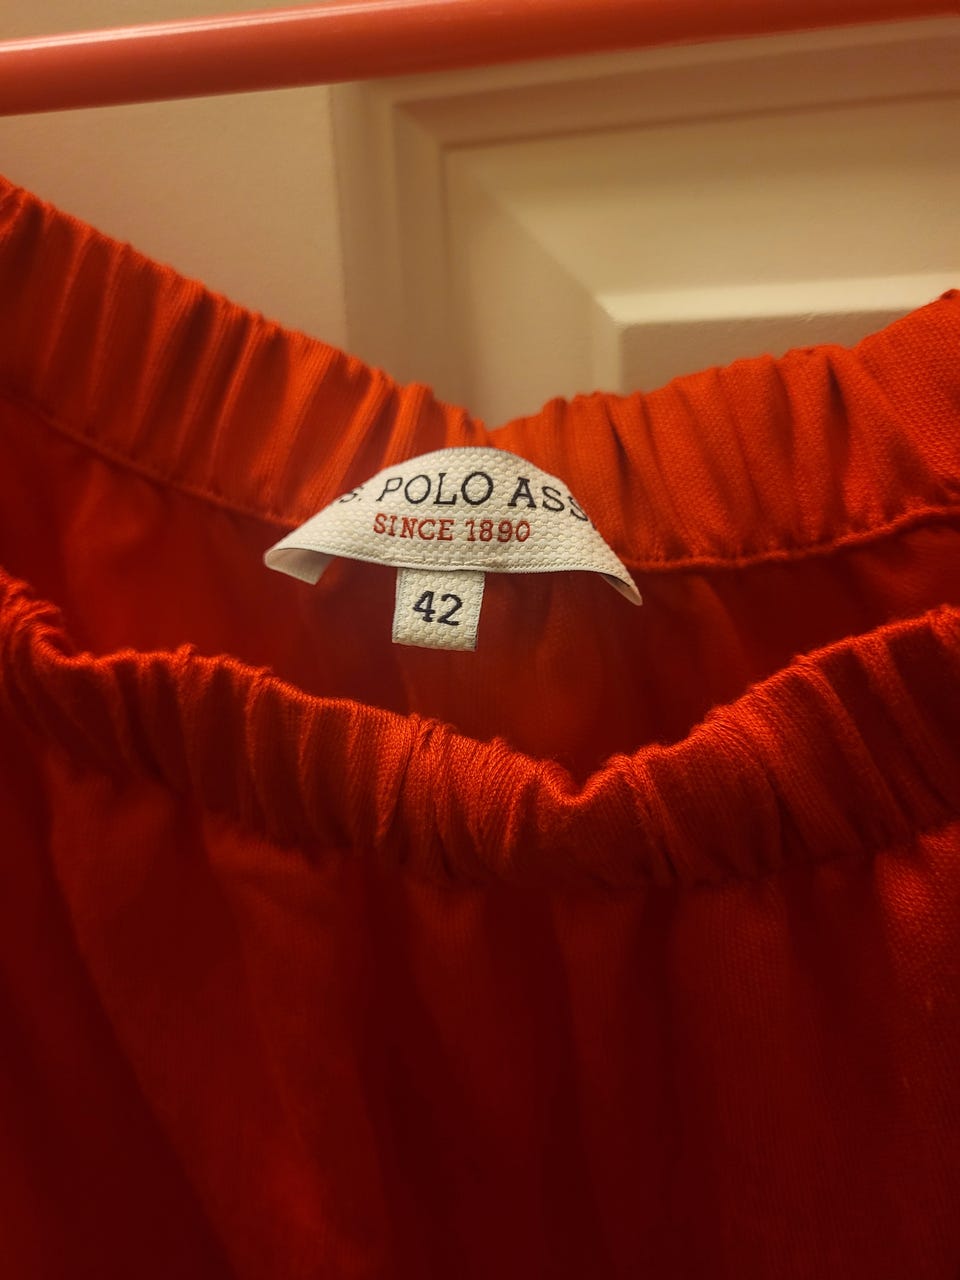 S. POLO ASS
SINCE 1890
42